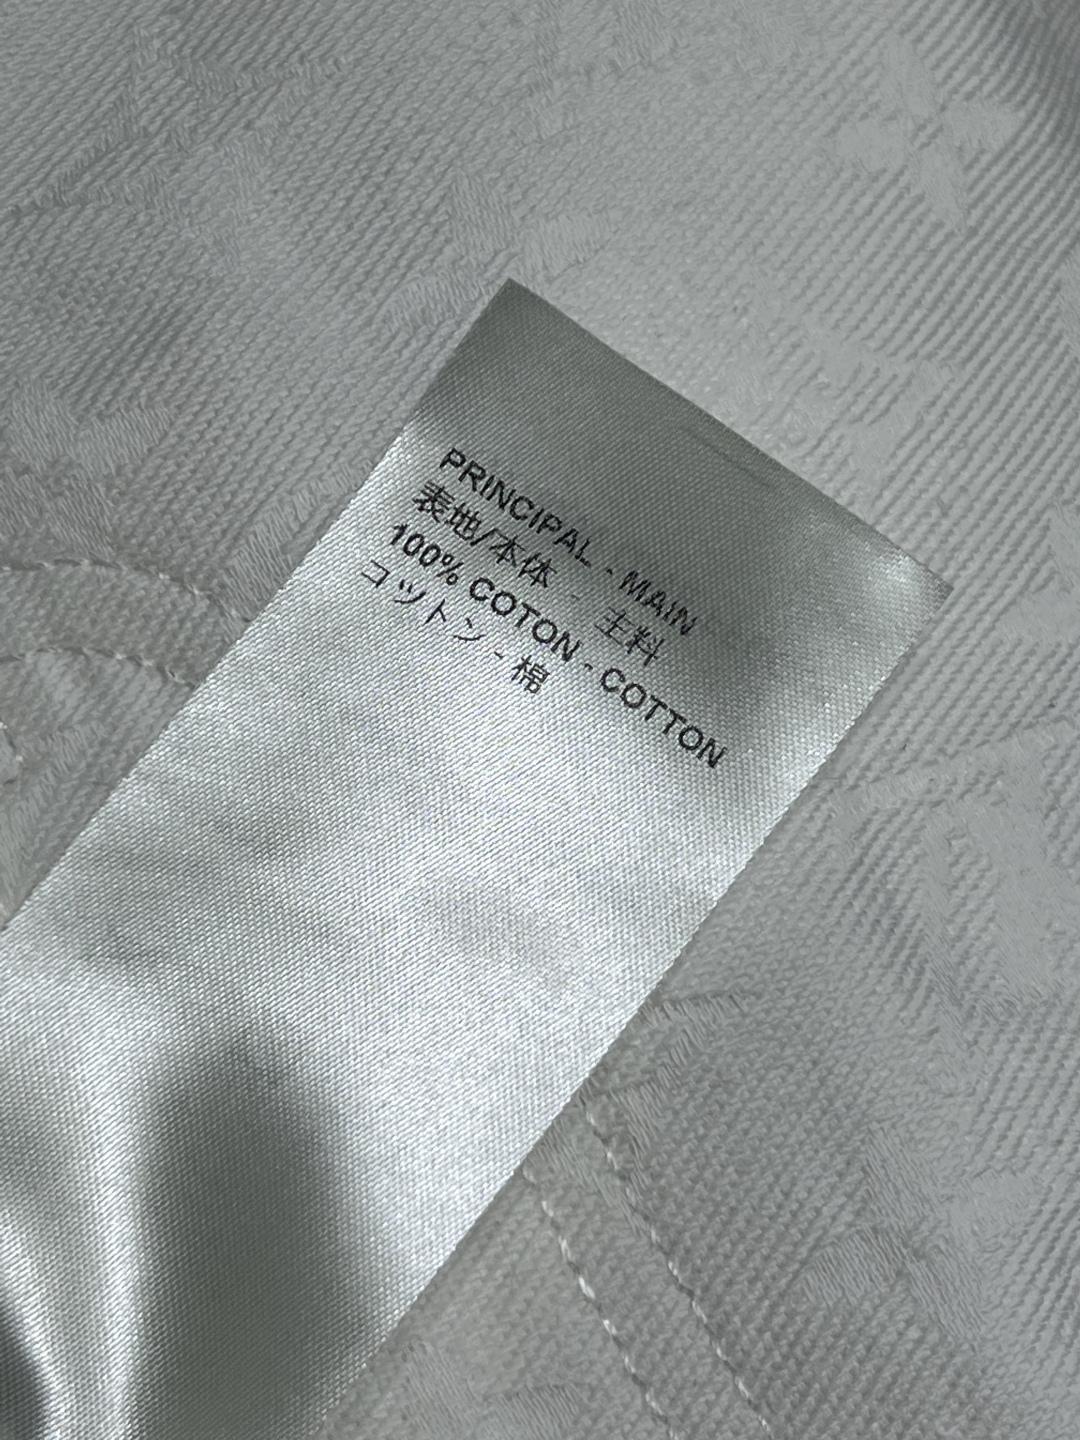 PRINCIPAL - MAIN
表地/本体 - 主料
100% COTON - COTTON
コットン - 棉